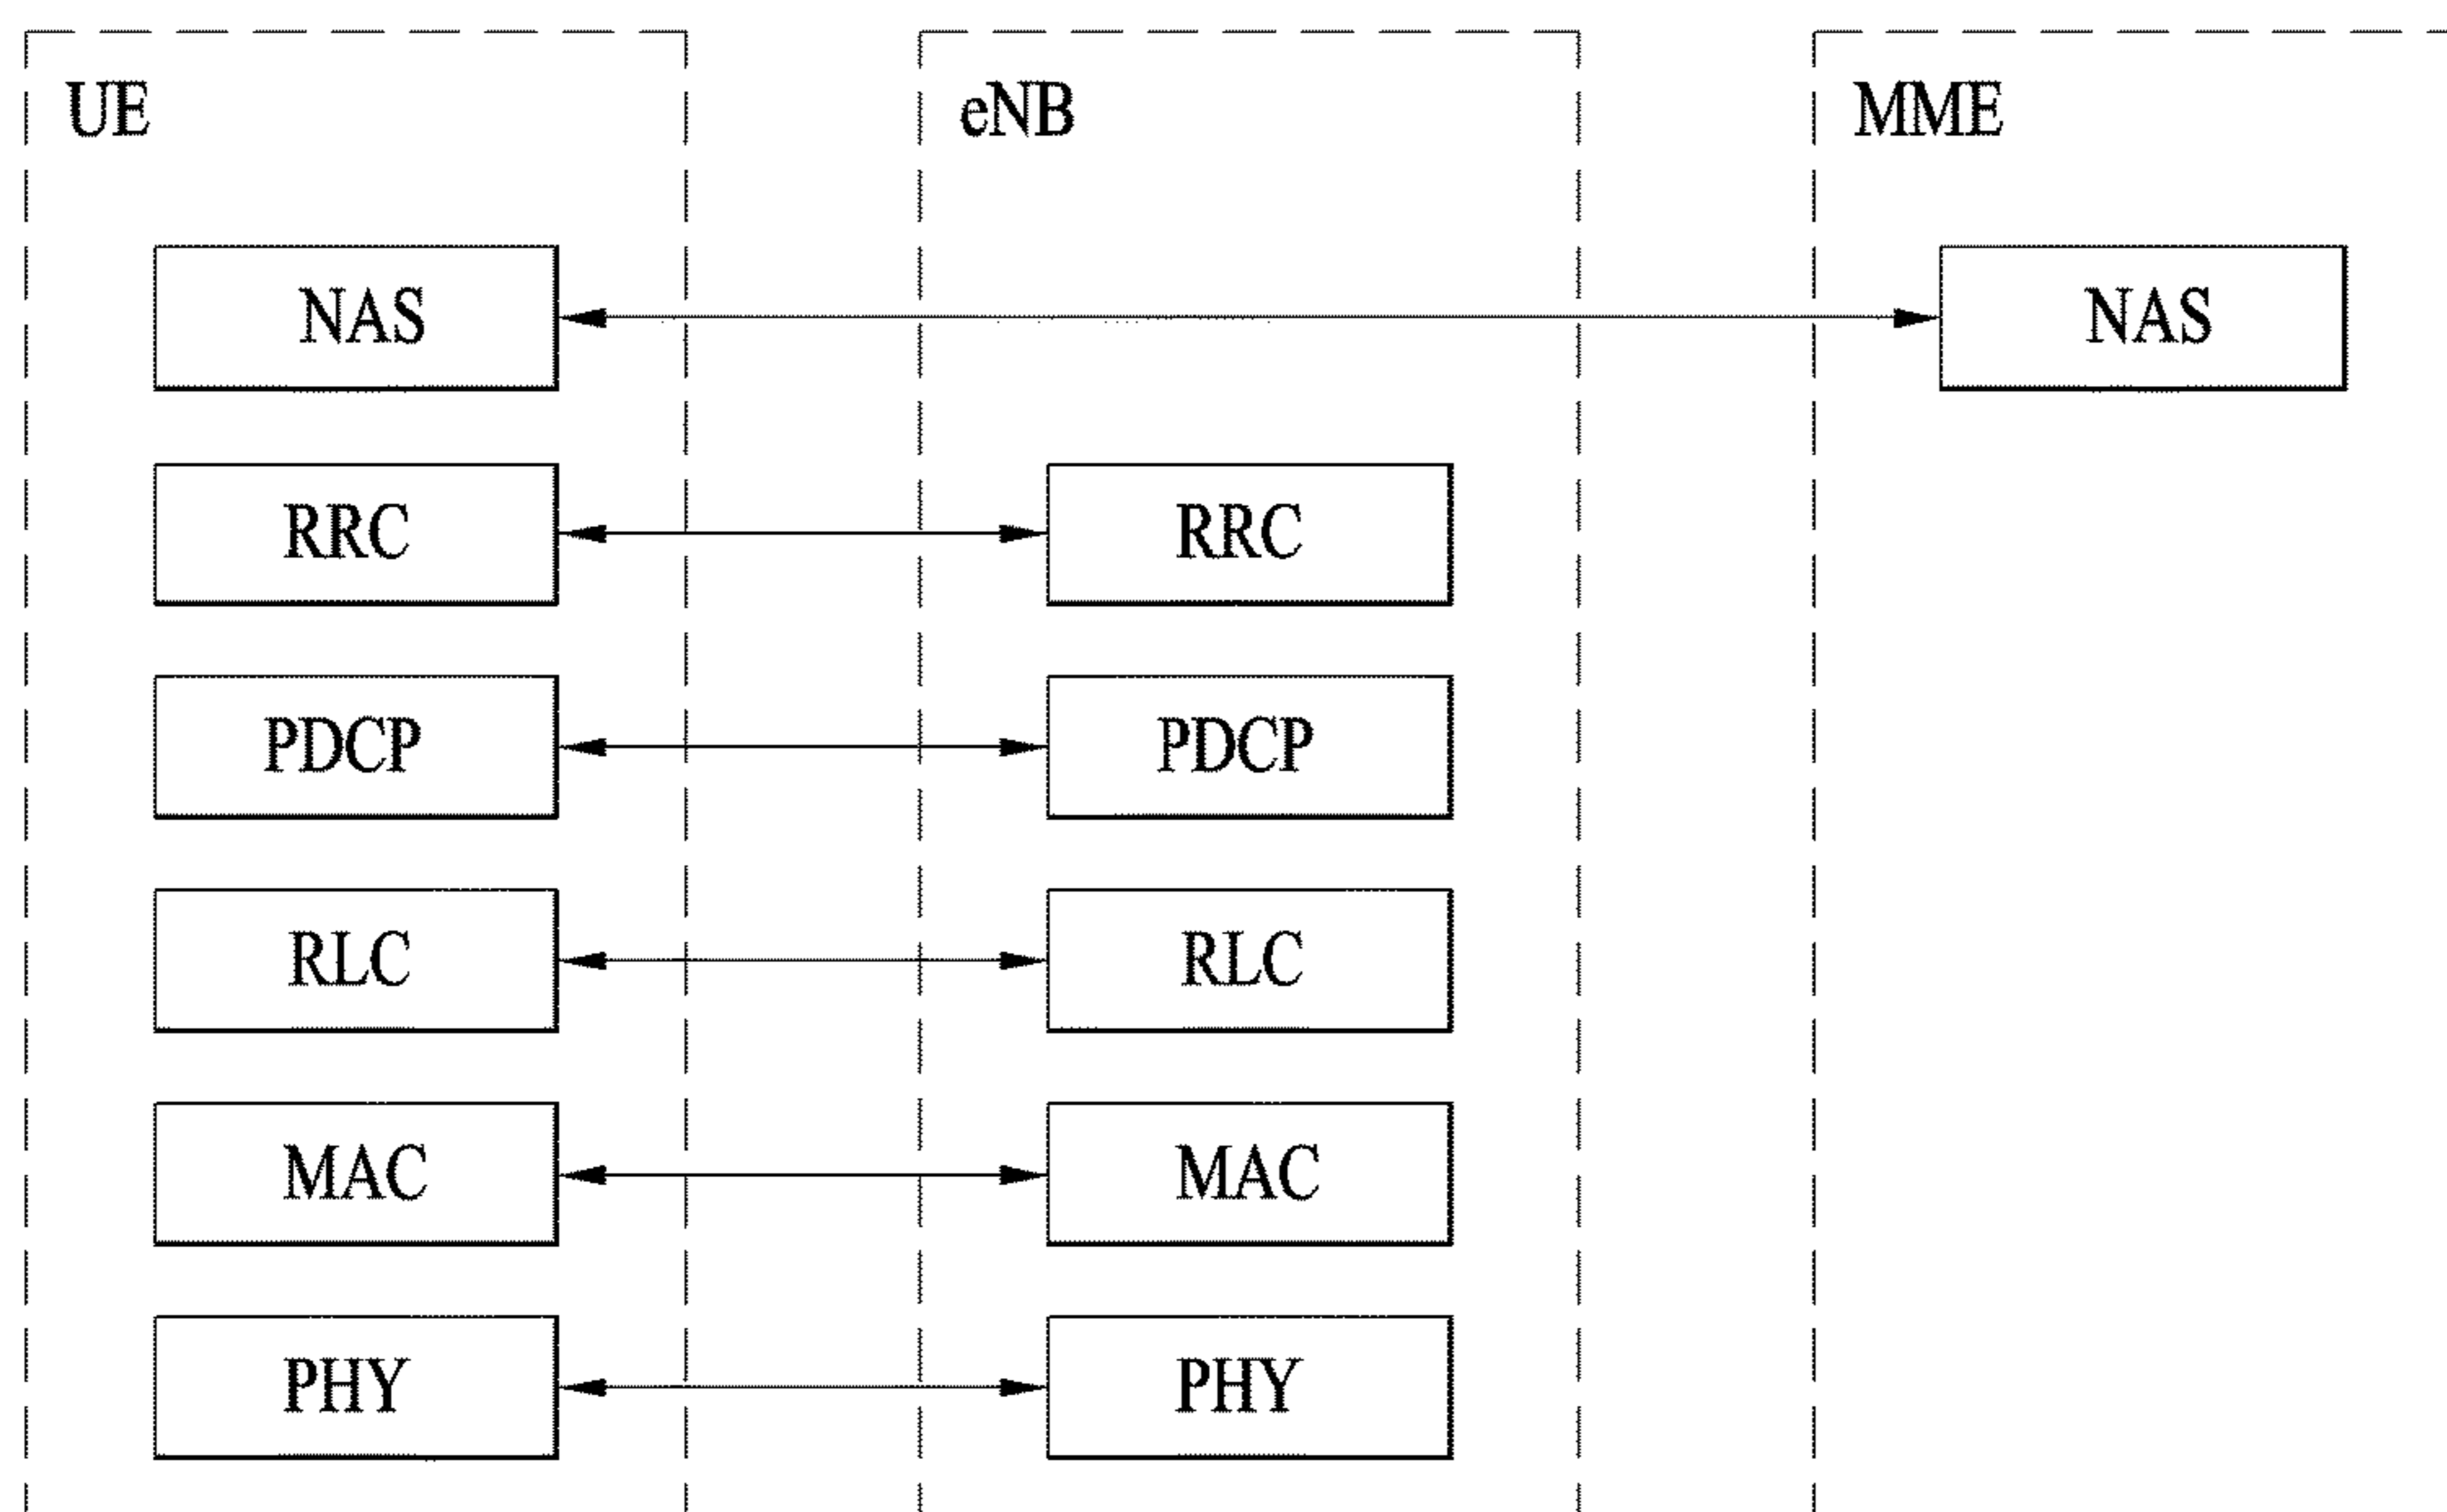 UE eNB MME
NAS NAS
RRC RRC
PDCP PDCP
RLC RLC
MAC MAC
PHY PHY